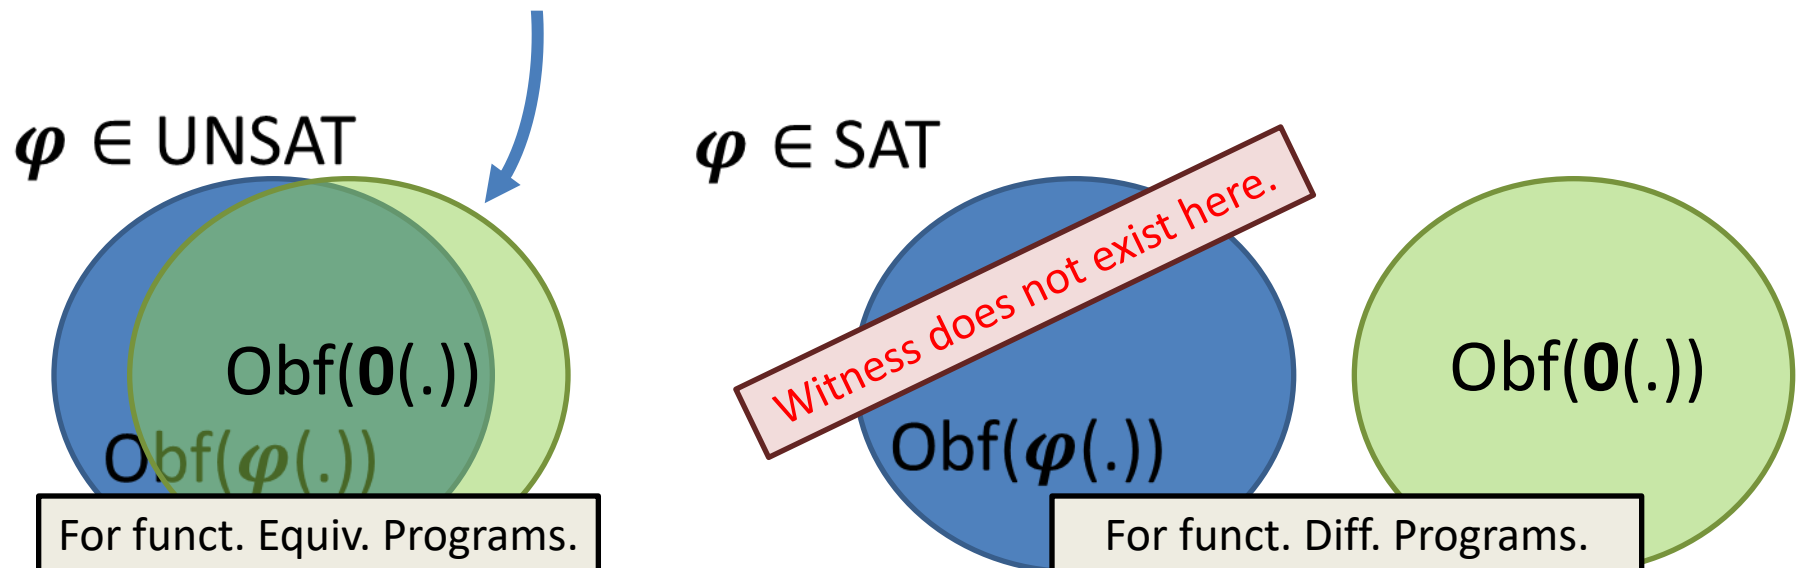 φ ∈ UNSAT
Obf(0(.))
Obf(φ(.))
For funct. Equiv. Programs.
φ ∈ SAT
Witness does not exist here.
Obf(φ(.))
Obf(0(.))
For funct. Diff. Programs.